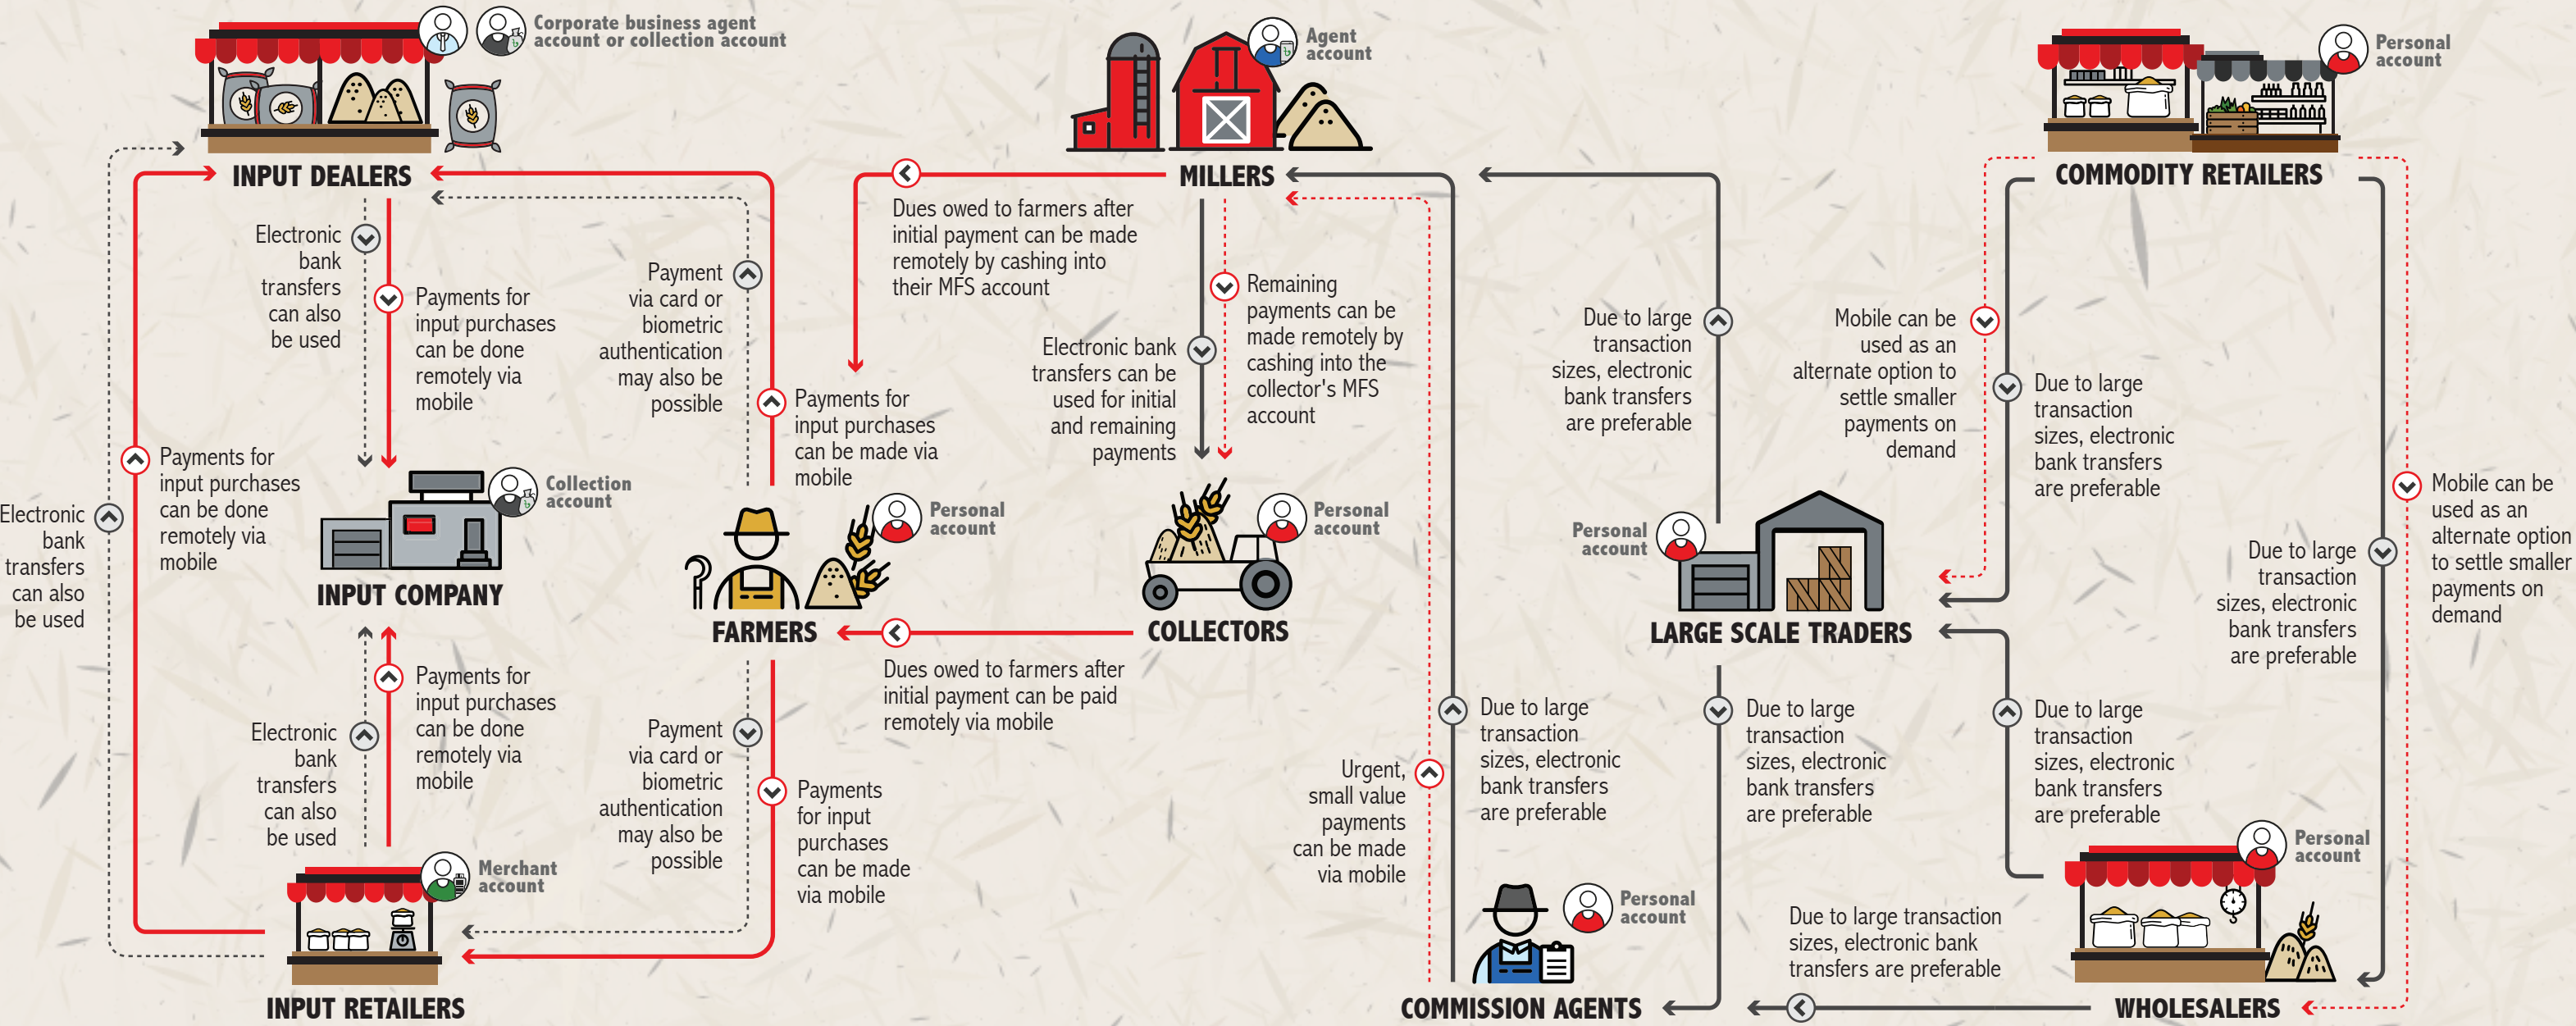 Corporate business agent
account or collection account
INPUT DEALERS
Electronic
bank
transfers
can also
be used
Payments for
input purchases
can be done
remotely via
mobile
Payments for
input purchases
can be done
remotely via
mobile
Electronic
bank
transfers
can also
be used
Collection
account
INPUT COMPANY
Payments for
input purchases
can be done
remotely via
mobile
Electronic
bank
transfers
can also
be used
Merchant
account
INPUT RETAILERS
Payment
via card or
biometric
authentication
may also be
possible
Payments for
input purchases
can be made via
mobile
Personal
account
FARMERS
Payment
via card or
biometric
authentication
may also be
possible
Payments
for input
purchases
can be made
via mobile
Agent
account
MILLERS
Dues owed to farmers after
initial payment can be made
remotely by cashing into
their MFS account
Electronic bank
transfers can be
used for initial
and remaining
payments
Remaining
payments can be
made remotely by
cashing into the
collector's MFS
account
Personal
account
COLLECTORS
Dues owed to farmers after
initial payment can be paid
remotely via mobile
Urgent,
small value
payments
can be made
via mobile
Due to large
transaction
sizes, electronic
bank transfers
are preferable
Personal
account
COMMISSION AGENTS
Due to large
transaction
sizes, electronic
bank transfers
are preferable
Personal
account
LARGE SCALE TRADERS
Due to large
transaction
sizes, electronic
bank transfers
are preferable
Due to large transaction
sizes, electronic bank
transfers are preferable
Personal
account
COMMODITY RETAILERS
Mobile can be
used as an
alternate option to
settle smaller
payments on
demand
Due to large
transaction
sizes, electronic
bank transfers
are preferable
Due to large
transaction
sizes, electronic
bank transfers
are preferable
Mobile can be
used as an
alternate option
to settle smaller
payments on
demand
Due to large
transaction
sizes, electronic
bank transfers
are preferable
Personal
account
WHOLESALERS